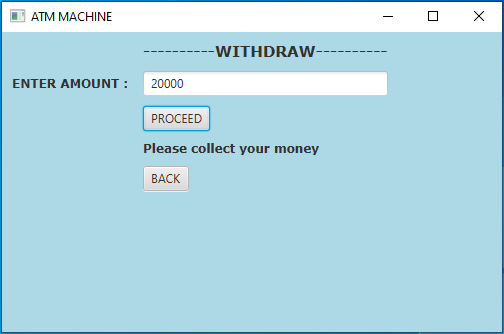 ATM MACHINE
----------WITHDRAW----------
ENTER AMOUNT : 20000
PROCEED
Please collect your money
BACK